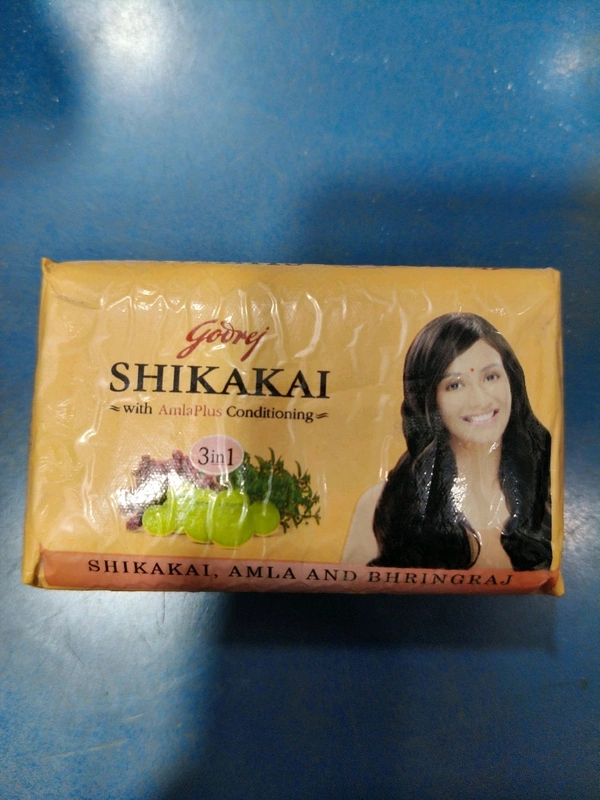 Godrej
SHIKAKAI
with AmlaPlus Conditioning
3in1
SHIKAKAI, AMLA AND BHRINGRAJ